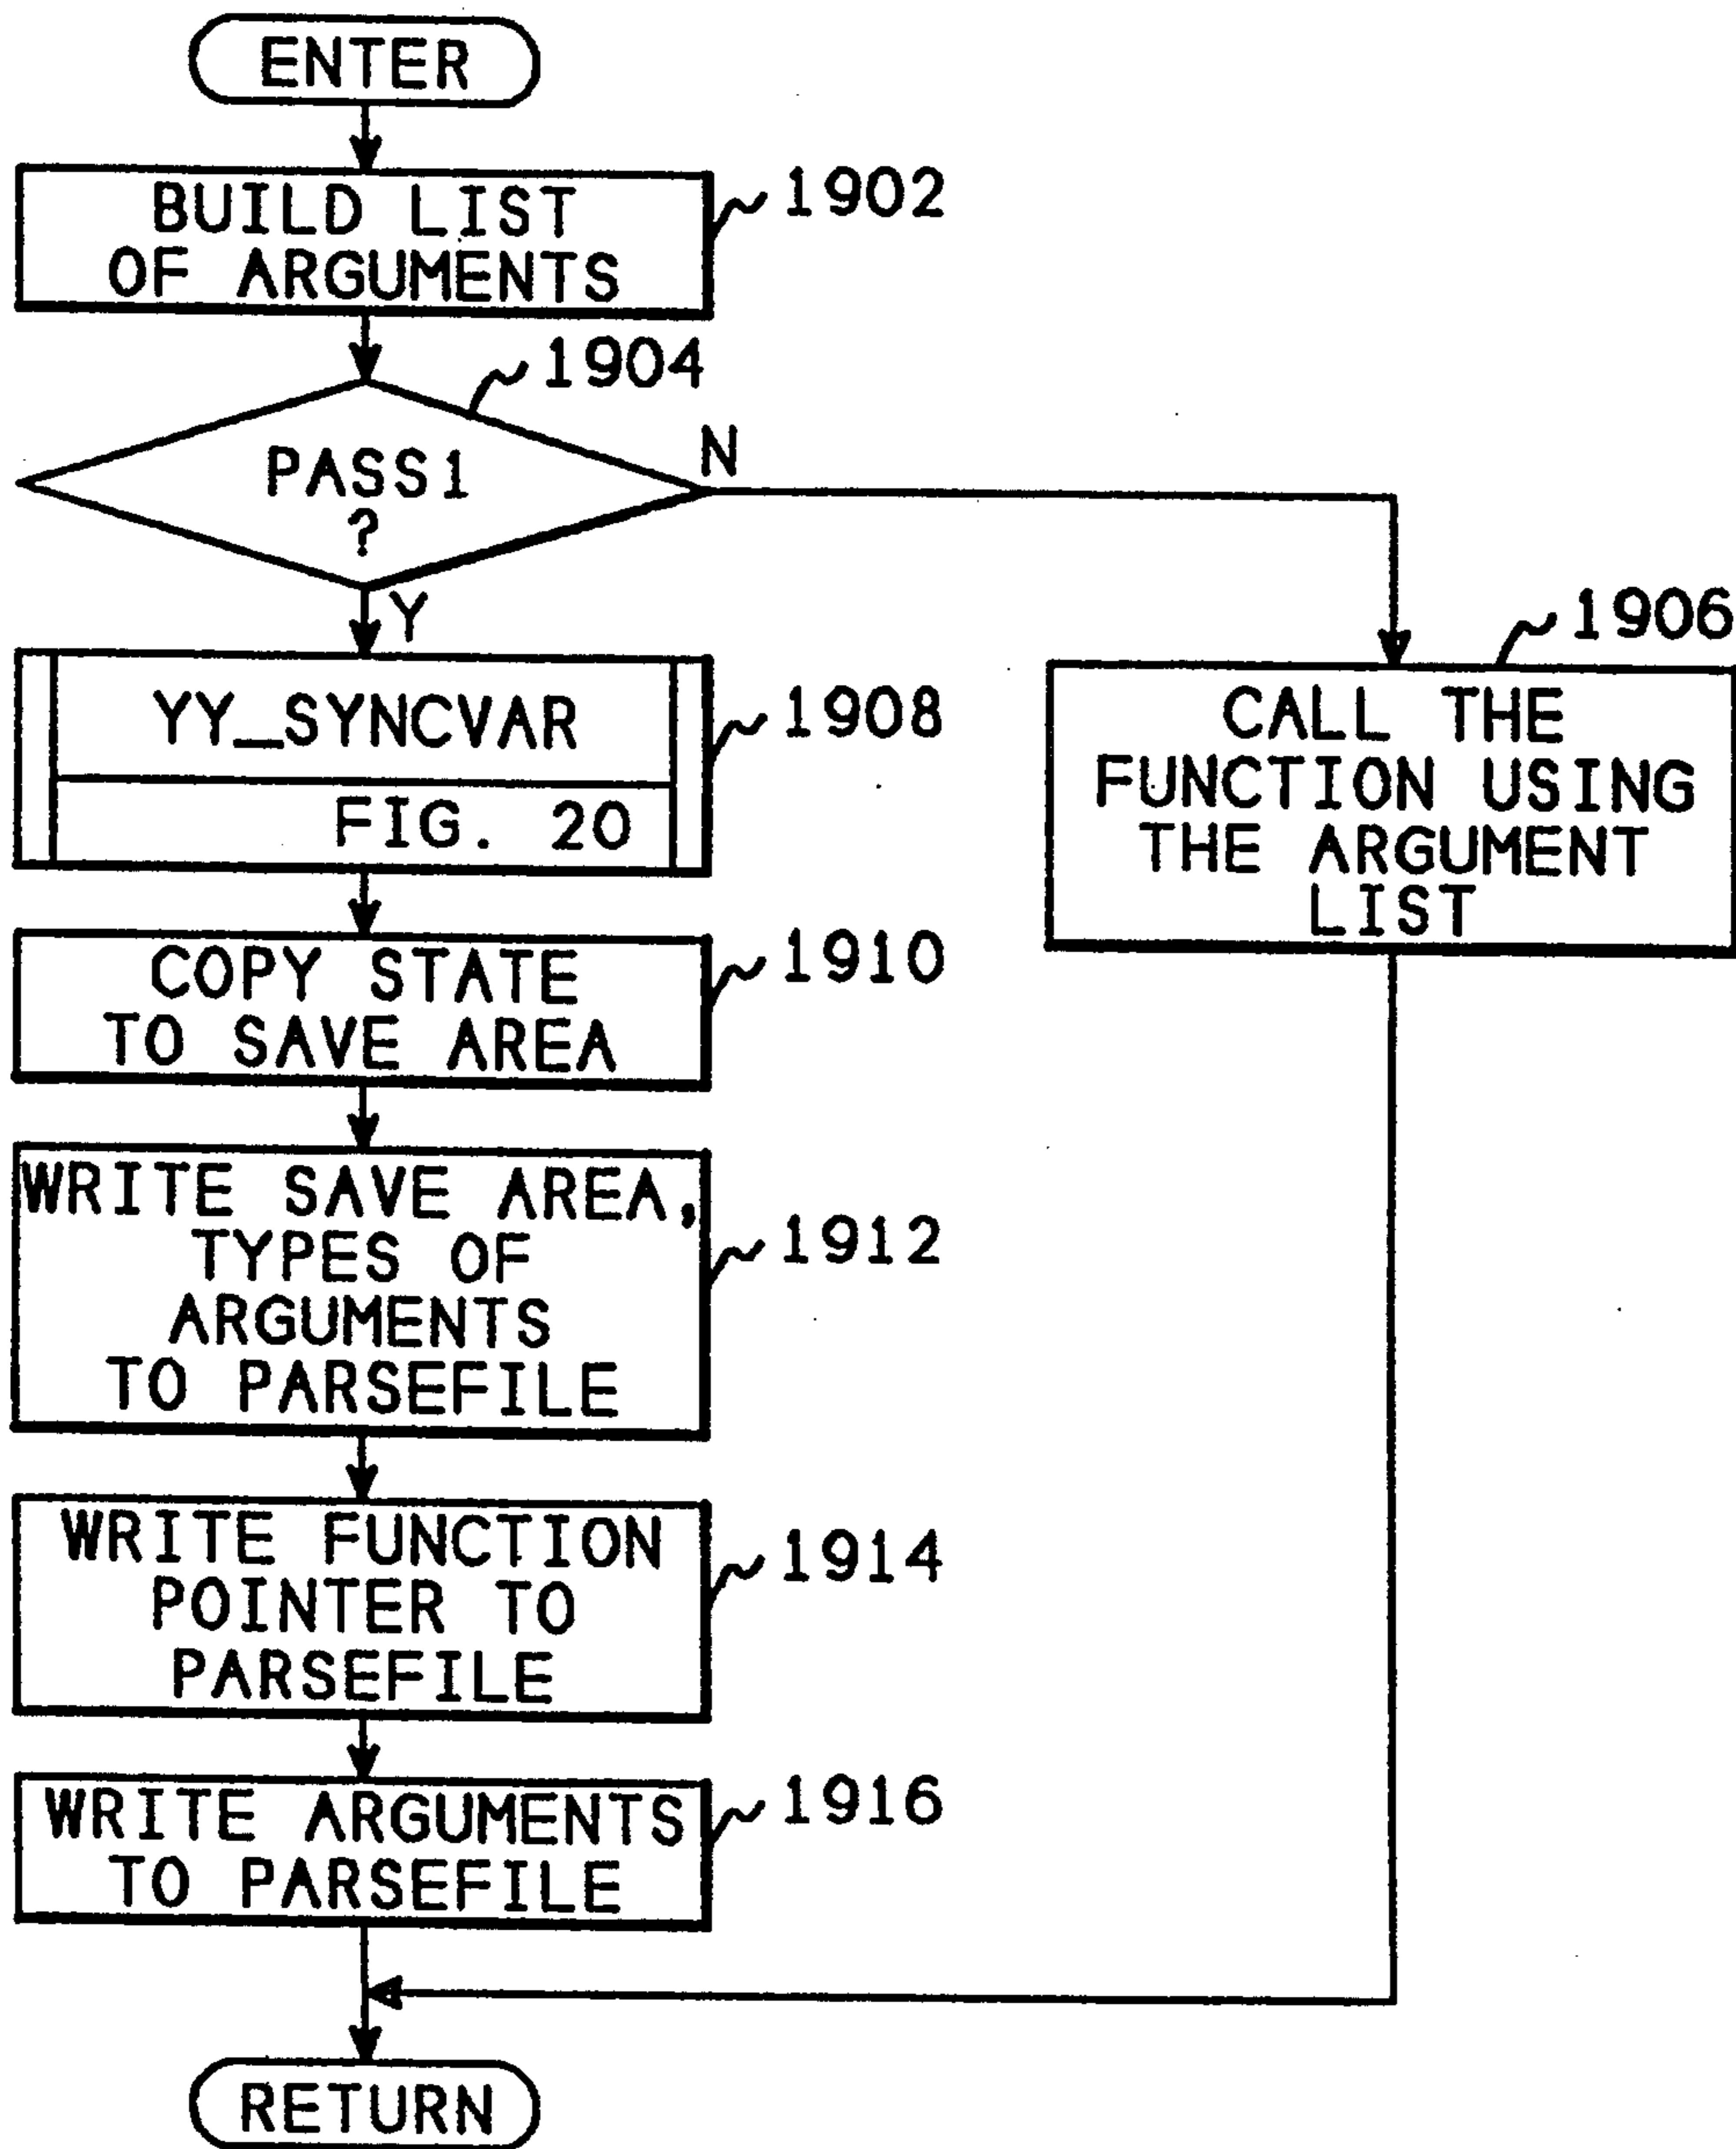 ENTER
BUILD LIST
OF ARGUMENTS
1902
1904
PASS1
?
N
Y
1906
CALL THE
FUNCTION USING
THE ARGUMENT
LIST
YY_SYNCVAR
FIG. 20
1908
COPY STATE
TO SAVE AREA
1910
WRITE SAVE AREA,
TYPES OF
ARGUMENTS
TO PARSEFILE
1912
WRITE FUNCTION
POINTER TO
PARSEFILE
1914
WRITE ARGUMENTS
TO PARSEFILE
1916
RETURN